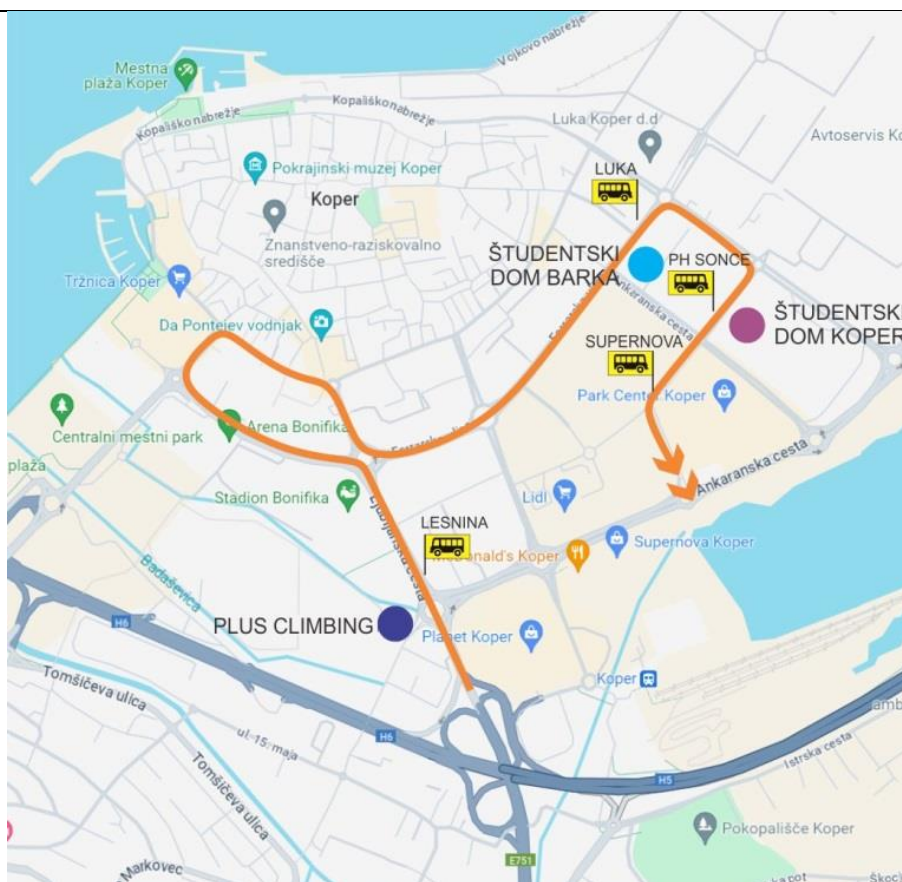 Mestna
plaža Koper
Vojkovo nabrežje
Kopališko nabrežje
Kopališko nabrežje
Luka Koper d.d
Avtoservis Ko
LUKA
Pokrajinski muzej Koper
Koper
Znanstveno-raziskovalno
središče
ŠTUDENTSKI
DOM BARKA
PH SONCE
Ankaranska cesta
Tržnica Koper
Da Pontejev vodnjak
ŠTUDENTSKI
DOM KOPER
SUPERNOVA
Park Center Koper
Centralni mestni park
Arena Bonifika
plaža
Ankaranska cesta
Stadion Bonifika
Lidl
Ljubljanska cesta
LESNINA
McDonald's Koper
Supernova Koper
Badaševica
PLUS CLIMBING
Planet Koper
H6
Koper
Tomšičeva ulica
ul. 15. maja
H6
Tomšičeva ulica
H5
Istrska cesta
Pokopališče Koper
E751
Markovec
pot
Škoc